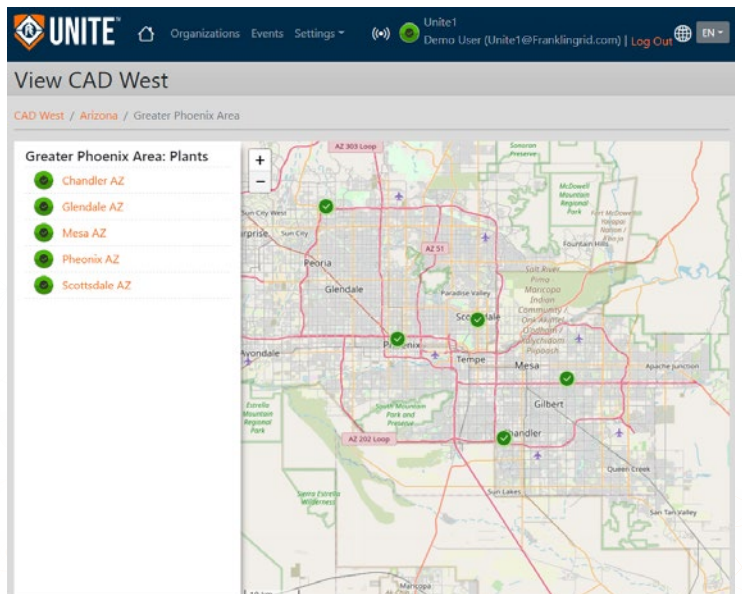 UNITE™
Organizations Events Settings
Unite1
Demo User (Unite1@Franklingrid.com) | Log Out
EN
View CAD West
CAD West / Arizona / Greater Phoenix Area
Greater Phoenix Area: Plants
Chandler AZ
Glendale AZ
Mesa AZ
Pheonix AZ
Scottsdale AZ
+
−
AZ 303 Loop
Sonoran
Preserve
McDowell
Mountain
Regional
Park
Sun City West
Sun City
Fountain Hills
AZ 51
Peoria
Glendale
Paradise Valley
Salt River
Pima -
Maricopa
Indian
Community /
Avondale
Tempe
Mesa
Apache Junction
Gilbert
Estrella
Mountain
Regional
Park
South Mountain
Park and
Preserve
AZ 202 Loop
Queen Creek
Sun Lakes
Sierra Estrella
Wilderness
San Tan Valley
Maricopa